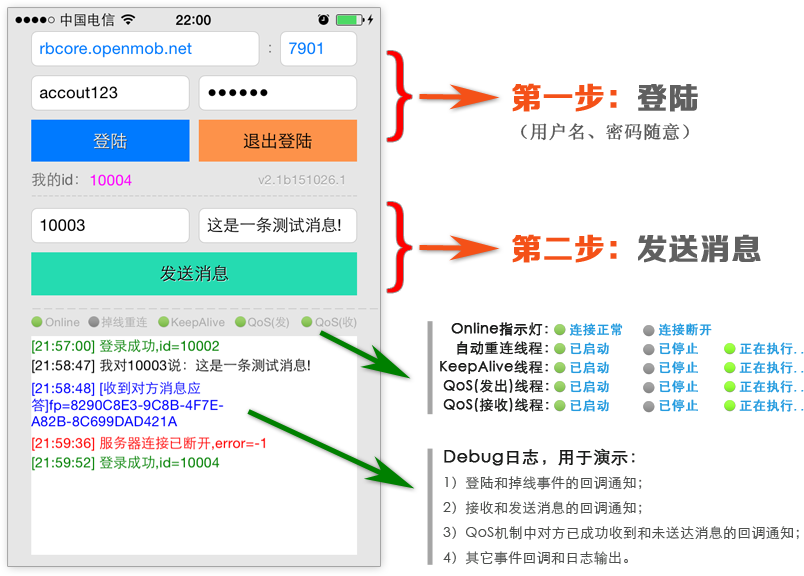 中国电信 22:00
rbcore.openmob.net : 7901
accout123 ●●●●●●
登陆 退出登陆
我的id: 10004 v2.1b151026.1
10003 这是一条测试消息!
发送消息
Online 掉线重连 KeepAlive QoS(发) QoS(收)
[21:57:00] 登录成功,id=10002
[21:58:47] 我对10003说：这是一条测试消息!
[21:58:48] [收到对方消息应
答]fp=8290C8E3-9C8B-4F7E-
A82B-8C699DAD421A
[21:59:36] 服务器连接已断开,error=-1
[21:59:52] 登录成功,id=10004
第一步：登陆
（用户名、密码随意）
第二步：发送消息
Online指示灯: 连接正常 连接断开
自动重连线程: 已启动 已停止 正在执行..
KeepAlive线程: 已启动 已停止 正在执行..
QoS(发出)线程: 已启动 已停止 正在执行..
QoS(接收)线程: 已启动 已停止 正在执行..
Debug日志，用于演示：
1）登陆和掉线事件的回调通知；
2）接收和发送消息的回调通知；
3）QoS机制中对方已成功收到和未送达消息的回调通知；
4）其它事件回调和日志输出。